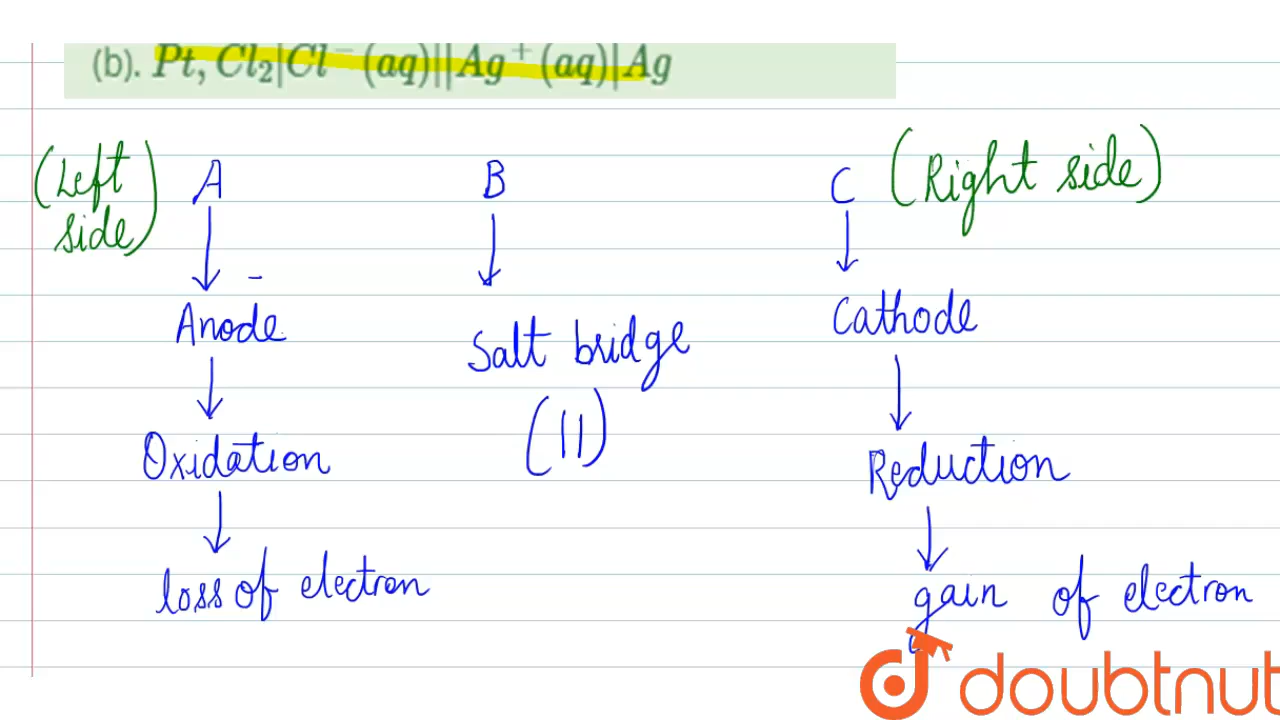 (b). Pt, Cl₂|Cl⁻(aq)||Ag⁺(aq)|Ag
(Left side) A B C (Right side)
Anode Salt bridge Cathode
(||)
Oxidation Reduction
loss of electron gain of electron
doubtnut